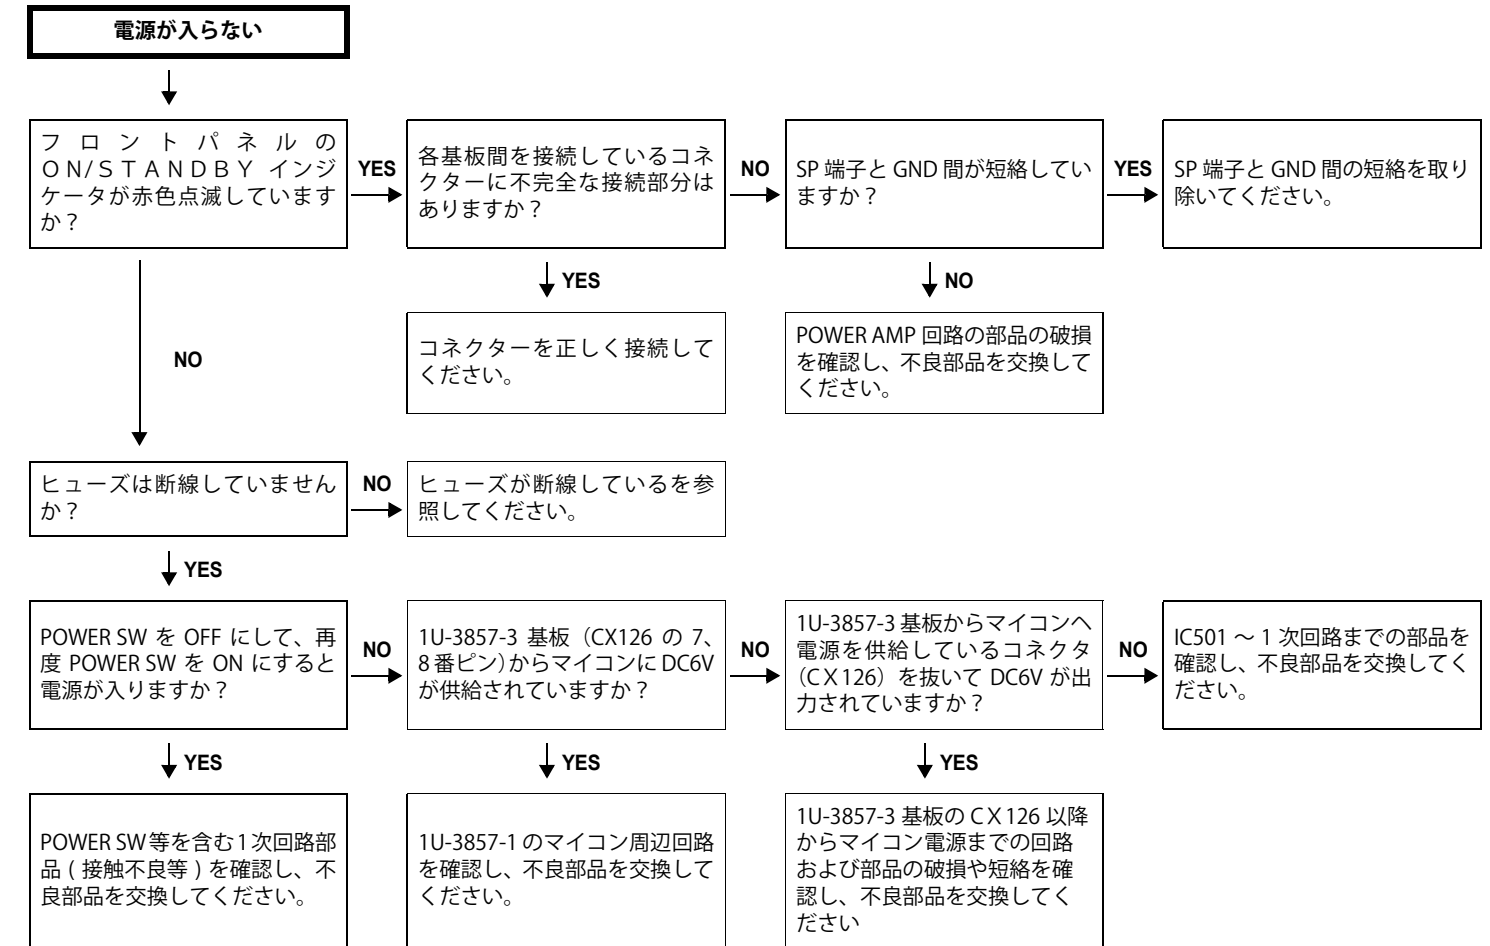 電源が入らない
フロントパネルの
ON/STANDBY インジ
ケータが赤色点滅しています
か？
YES
各基板間を接続しているコネ
クターに不完全な接続部分は
ありますか？
NO
SP 端子と GND 間が短絡してい
ますか？
YES
SP 端子と GND 間の短絡を取り
除いてください。
YES
NO
NO
コネクターを正しく接続して
ください。
POWER AMP 回路の部品の破損
を確認し、不良部品を交換して
ください。
ヒューズは断線していません
か？
NO
ヒューズが断線しているを参
照してください。
YES
POWER SW を OFF にして、再
度 POWER SW を ON にすると
電源が入りますか？
NO
1U-3857-3 基板（CX126 の 7、
8 番ピン）からマイコンに DC6V
が供給されていますか？
NO
1U-3857-3 基板からマイコンへ
電源を供給しているコネクタ
（CX126）を抜いて DC6V が出
力されていますか？
NO
IC501 ～ 1 次回路までの部品を
確認し、不良部品を交換してく
ださい。
YES
YES
YES
POWER SW 等を含む 1 次回路部
品 ( 接触不良等 ) を確認し、不
良部品を交換してください。
1U-3857-1 のマイコン周辺回路
を確認し、不良部品を交換して
ください。
1U-3857-3 基板の CX126 以降
からマイコン電源までの回路
および部品の破損や短絡を確
認し、不良部品を交換してく
ださい